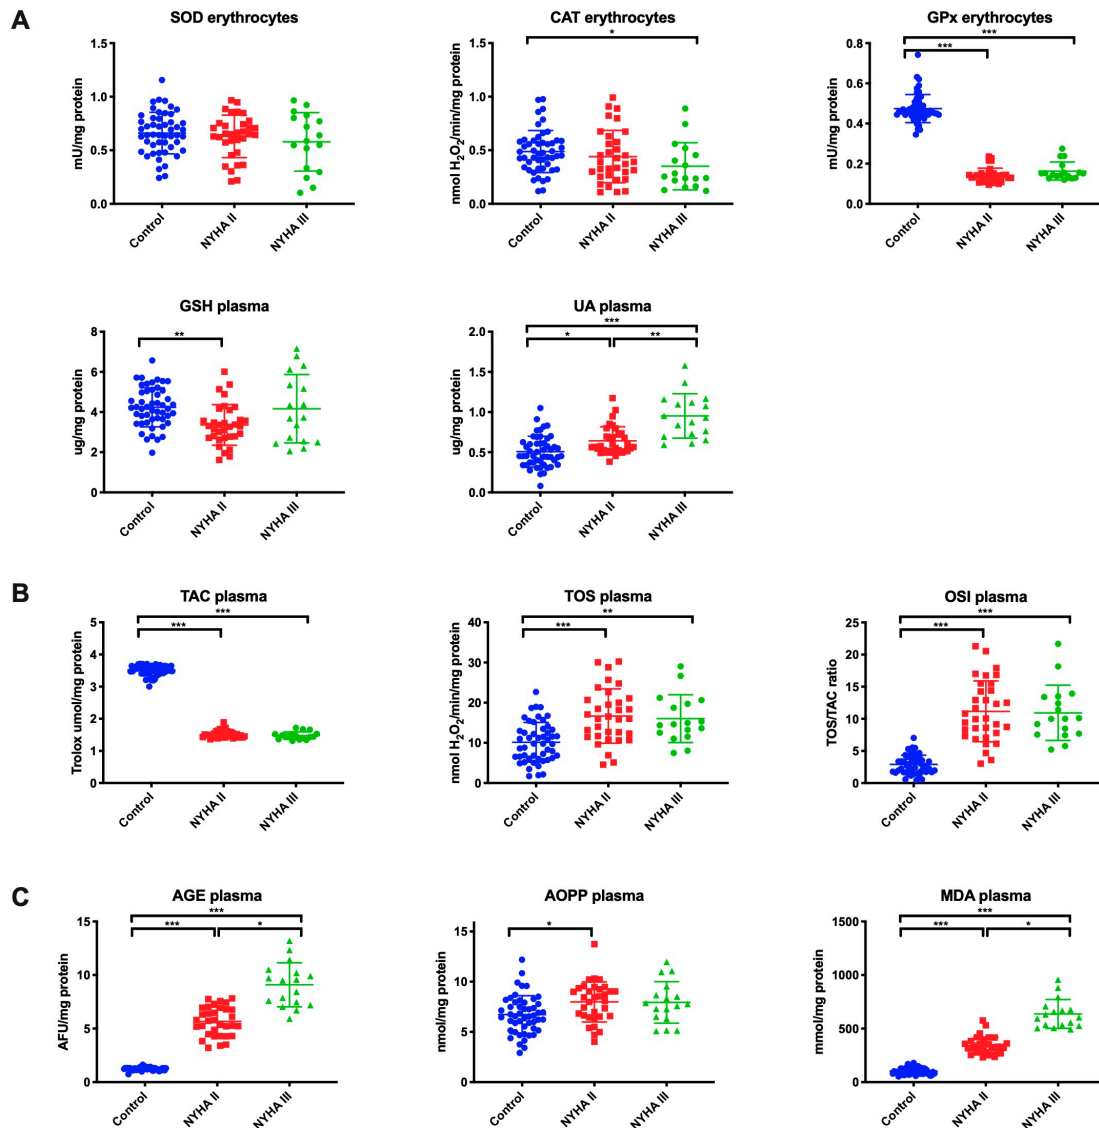 A
SOD erythrocytes
mU/mg protein
1.5
1.0
0.5
0.0
Control
NYHA II
NYHA III
CAT erythrocytes
*
nmol H₂O₂/min/mg protein
1.5
1.0
0.5
0.0
Control
NYHA II
NYHA III
GPx erythrocytes
***
***
mU/mg protein
0.8
0.6
0.4
0.2
0.0
Control
NYHA II
NYHA III
GSH plasma
**
ug/mg protein
8
6
4
2
0
Control
NYHA II
NYHA III
UA plasma
***
* **
ug/mg protein
2.0
1.5
1.0
0.5
0.0
Control
NYHA II
NYHA III
B
TAC plasma
***
***
Trolox umol/mg protein
5
4
3
2
1
0
Control
NYHA II
NYHA III
TOS plasma
**
***
nmol H₂O₂/min/mg protein
40
30
20
10
0
Control
NYHA II
NYHA III
OSI plasma
***
***
TOS/TAC ratio
25
20
15
10
5
0
Control
NYHA II
NYHA III
C
AGE plasma
***
*** *
AFU/mg protein
15
10
5
0
Control
NYHA II
NYHA III
AOPP plasma
*
nmol/mg protein
15
10
5
0
Control
NYHA II
NYHA III
MDA plasma
***
*** *
mmol/mg protein
1500
1000
500
0
Control
NYHA II
NYHA III